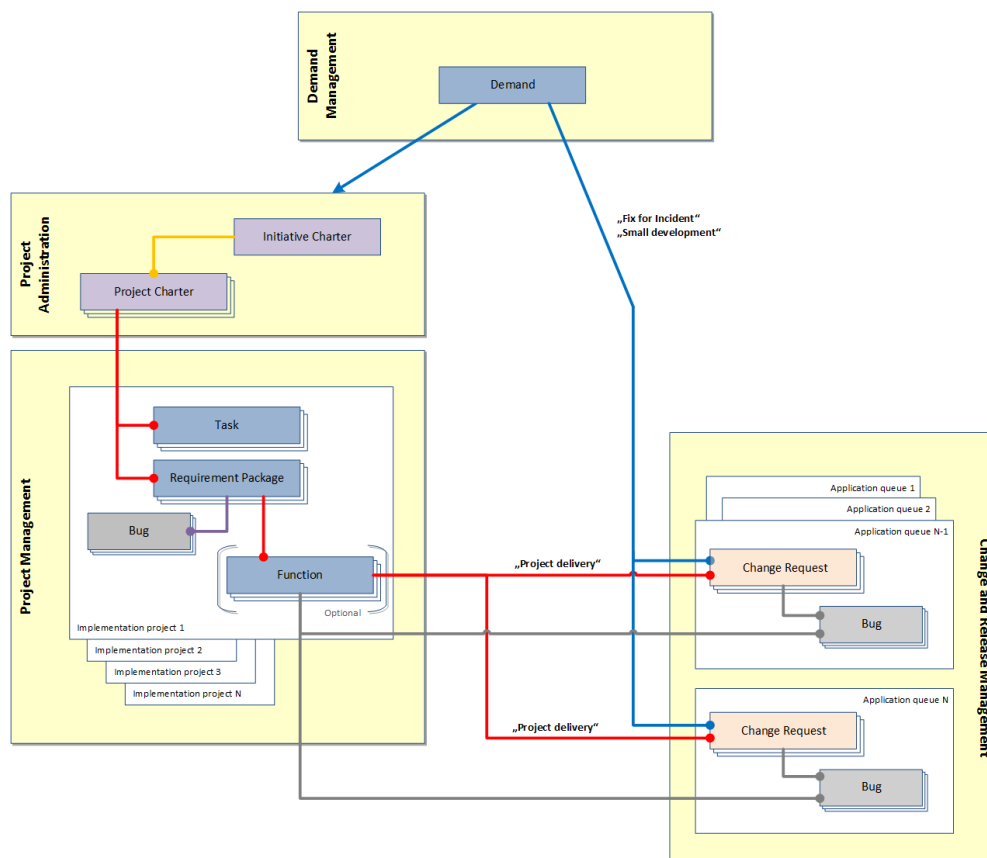 Demand
Management
Demand
„Fix for Incident“
„Small development“
Project
Administration
Initiative Charter
Project Charter
Project Management
Task
Requirement Package
Bug
Function
Optional
Implementation project 1
Implementation project 2
Implementation project 3
Implementation project N
„Project delivery“
„Project delivery“
Change and Release Management
Application queue 1
Application queue 2
Application queue N-1
Change Request
Bug
Application queue N
Change Request
Bug